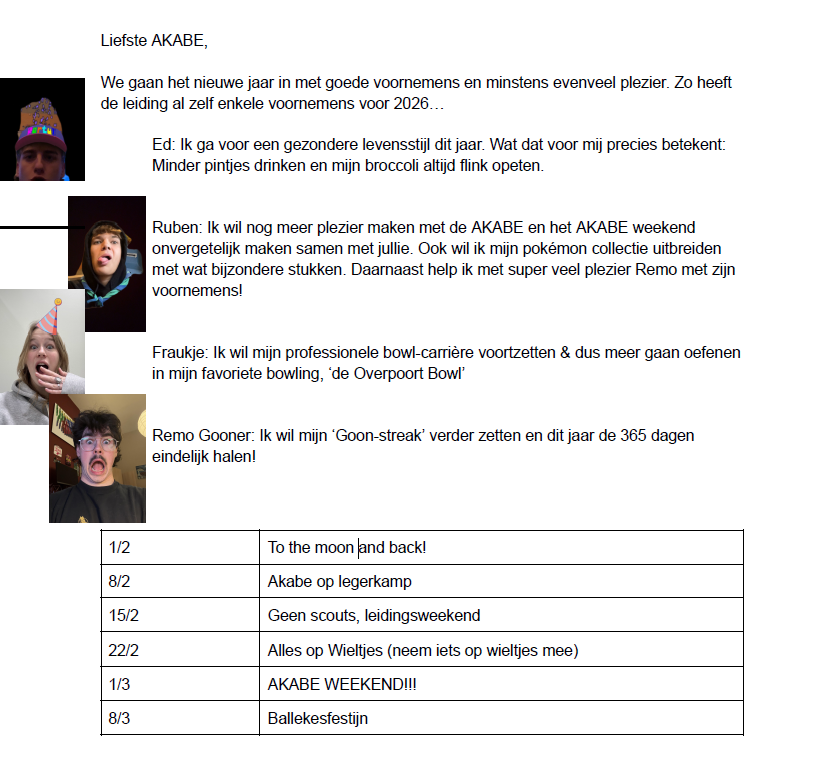 Liefste AKABE,
We gaan het nieuwe jaar in met goede voornemens en minstens evenveel plezier. Zo heeft
de leiding al zelf enkele voornemens voor 2026…
Ed: Ik ga voor een gezondere levensstijl dit jaar. Wat dat voor mij precies betekent:
Minder pintjes drinken en mijn broccoli altijd flink opeten.
Ruben: Ik wil nog meer plezier maken met de AKABE en het AKABE weekend
onvergetelijk maken samen met jullie. Ook wil ik mijn pokémon collectie uitbreiden
met wat bijzondere stukken. Daarnaast help ik met super veel plezier Remo met zijn
voornemens!
Fraukje: Ik wil mijn professionele bowl-carrière voortzetten & dus meer gaan oefenen
in mijn favoriete bowling, ‘de Overpoort Bowl’
Remo Gooner: Ik wil mijn ‘Goon-streak’ verder zetten en dit jaar de 365 dagen
eindelijk halen!
1/2 To the moon and back!
8/2 Akabe op legerkamp
15/2 Geen scouts, leidingsweekend
22/2 Alles op Wieltjes (neem iets op wieltjes mee)
1/3 AKABE WEEKEND!!!
8/3 Ballekesfestijn